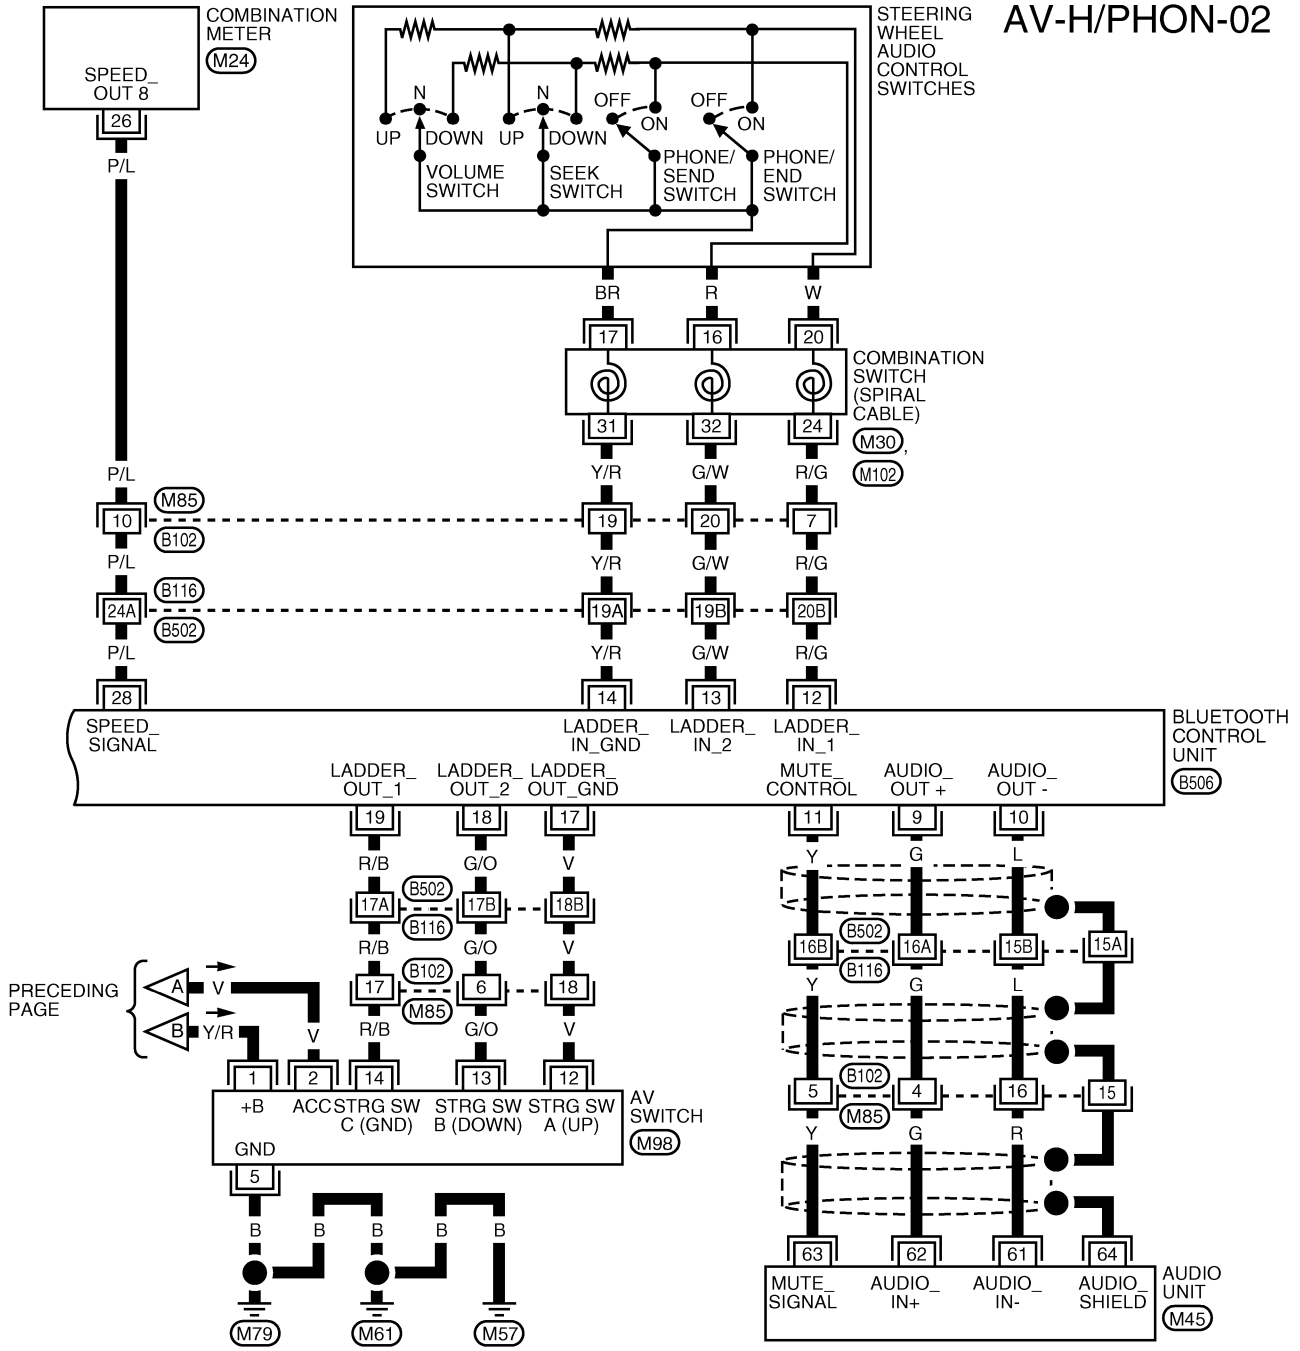 AV-H/PHON-02
COMBINATION
METER
M24
SPEED_
OUT 8
26
P/L
STEERING
WHEEL
AUDIO
CONTROL
SWITCHES
N
N
OFF
OFF
UP
DOWN
UP
DOWN
ON
ON
VOLUME
SWITCH
SEEK
SWITCH
PHONE/
SEND
SWITCH
PHONE/
END
SWITCH
BR
R
W
17
16
20
COMBINATION
SWITCH
(SPIRAL
CABLE)
M30,
M102
31
32
24
P/L
Y/R
G/W
R/G
M85
10
19
20
7
B102
P/L
Y/R
G/W
R/G
B116
24A
19A
19B
20B
B502
P/L
Y/R
G/W
R/G
28
14
13
12
SPEED_
SIGNAL
LADDER_
IN_GND
LADDER_
IN_2
LADDER_
IN_1
BLUETOOTH
CONTROL
UNIT
B506
LADDER_
OUT_1
LADDER_
OUT_2
LADDER_
OUT_GND
MUTE_
CONTROL
AUDIO_
OUT +
AUDIO_
OUT -
19
18
17
11
9
10
R/B
G/O
V
Y
G
L
B502
17A
17B
18B
B116
B502
16B
16A
15B
15A
B116
R/B
G/O
V
Y
G
L
B102
17
6
18
M85
R/B
G/O
V
PRECEDING
PAGE
A
V
B
Y/R
V
1
2
14
13
12
+B
ACC
STRG SW
C (GND)
STRG SW
B (DOWN)
STRG SW
A (UP)
AV
SWITCH
M98
GND
5
B102
5
4
16
15
M85
Y
G
R
B
B
B
B
B
M79
M61
M57
63
62
61
64
MUTE_
SIGNAL
AUDIO_
IN+
AUDIO_
IN-
AUDIO_
SHIELD
AUDIO
UNIT
M45